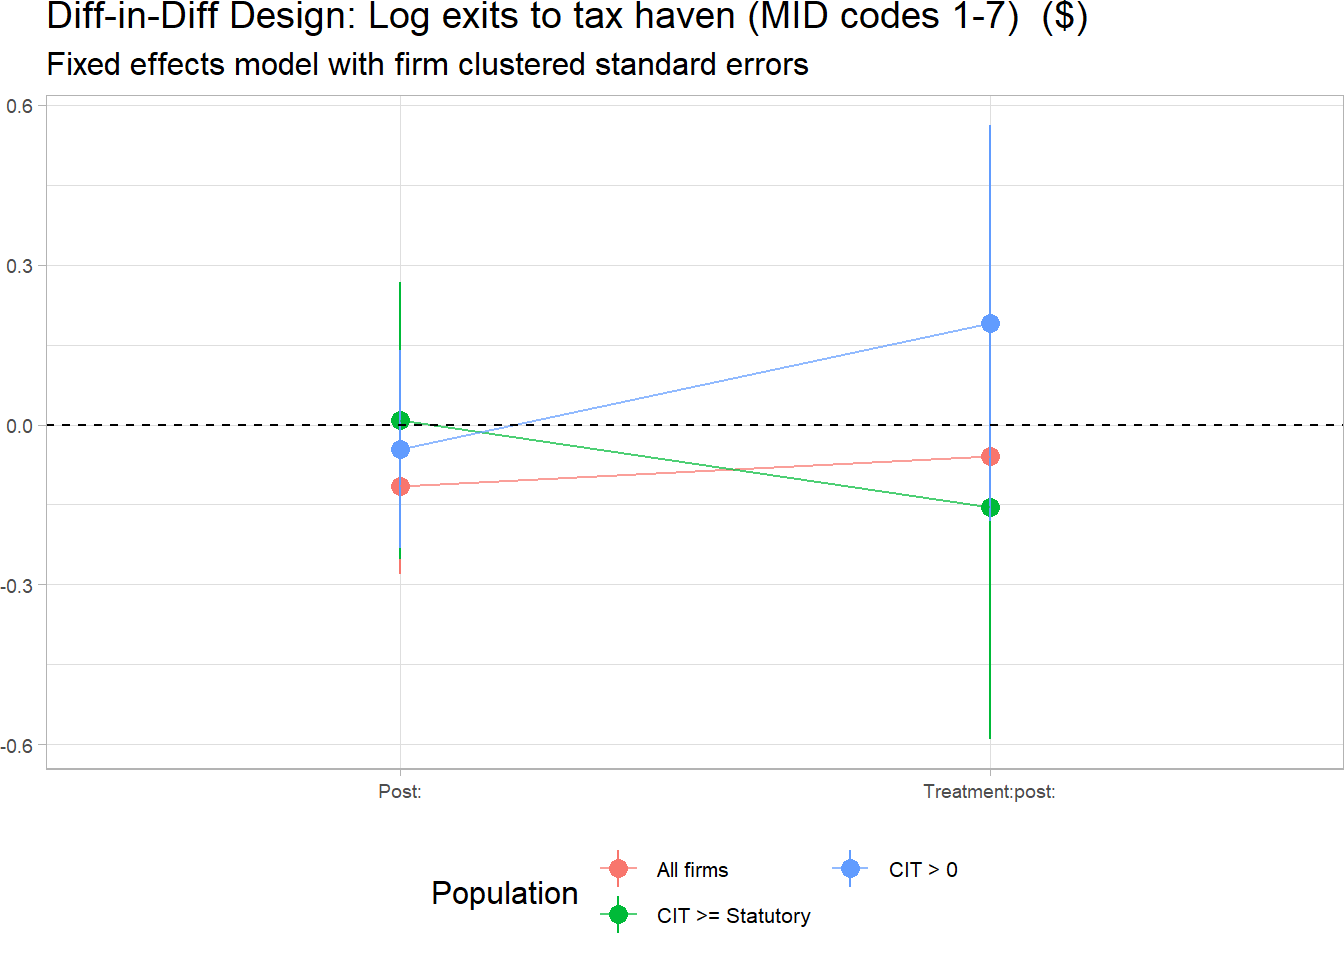 Diff-in-Diff Design: Log exits to tax haven (MID codes 1-7)  ($)
Fixed effects model with firm clustered standard errors
0.6
0.3
0.0
-0.3
-0.6
Post:
Treatment:post:
Population
All firms
CIT > 0
CIT >= Statutory